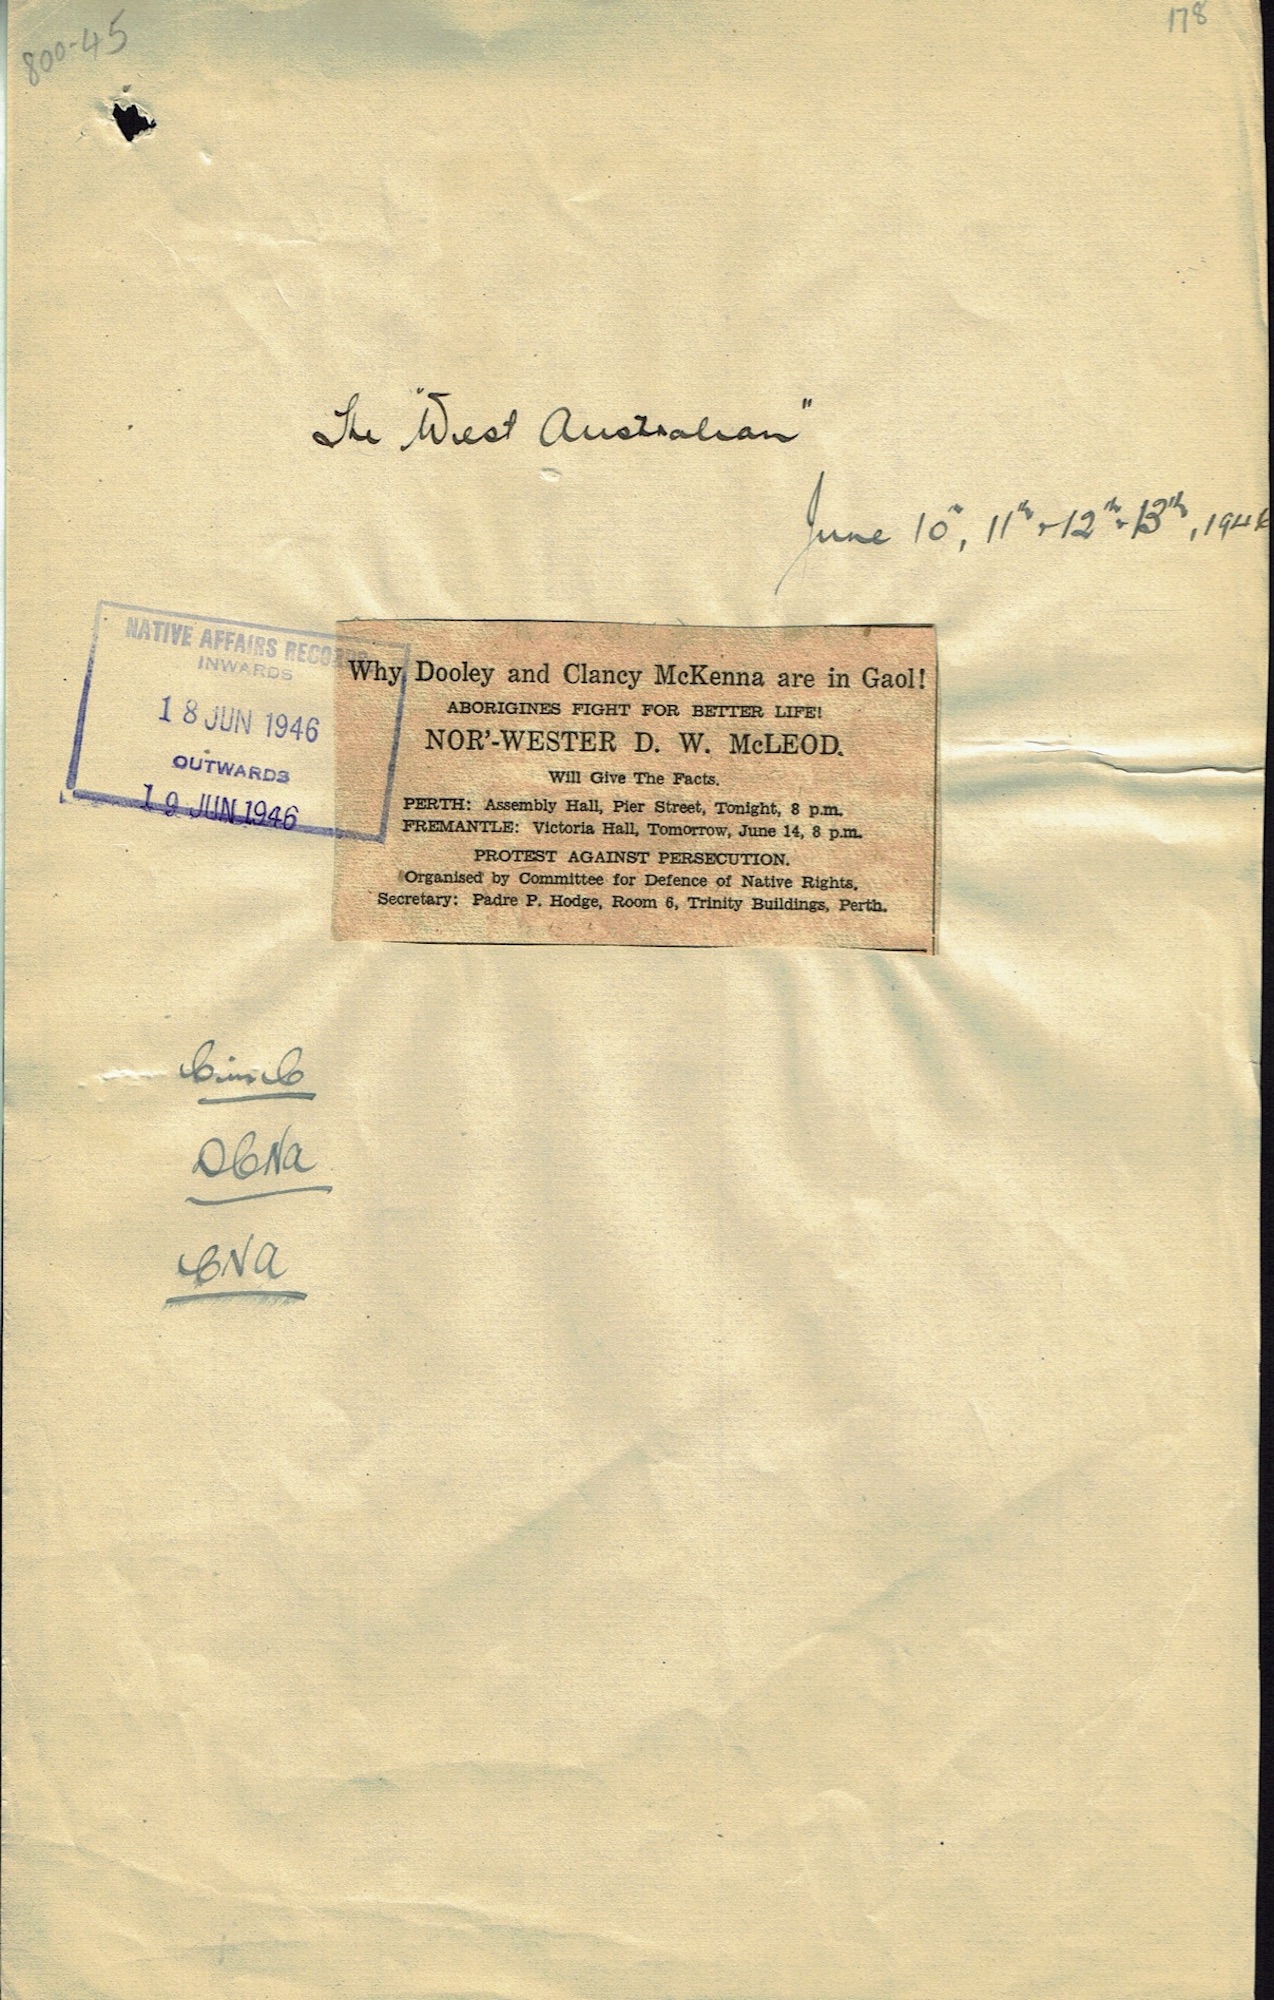 800-45
178
The "West Australian"
June 10th, 11th + 12th + 13th, 1946
NATIVE AFFAIRS RECORDS
INWARDS
18 JUN 1946
OUTWARDS
19 JUN 1946
Why Dooley and Clancy McKenna are in Gaol!
ABORIGINES FIGHT FOR BETTER LIFE!
NOR'-WESTER D. W. McLEOD.
Will Give The Facts.
PERTH: Assembly Hall, Pier Street, Tonight, 8 p.m.
FREMANTLE: Victoria Hall, Tomorrow, June 14, 8 p.m.
PROTEST AGAINST PERSECUTION.
Organised by Committee for Defence of Native Rights.
Secretary: Padre P. Hodge, Room 6, Trinity Buildings, Perth.
CinC
DCNA
CNA